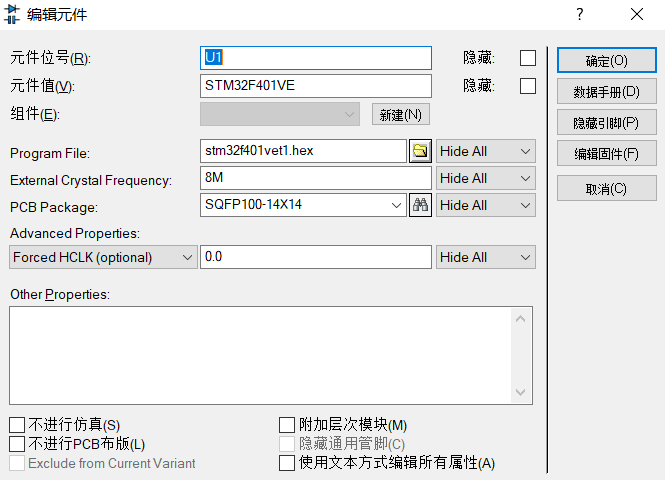 编辑元件
? ×
元件位号(R): U1 隐藏: 确定(O)
元件值(V): STM32F401VE 隐藏: 数据手册(D)
组件(E): 新建(N) 隐藏引脚(P)
Program File: stm32f401vet1.hex Hide All 编辑固件(F)
External Crystal Frequency: 8M Hide All 取消(C)
PCB Package: SQFP100-14X14 Hide All
Advanced Properties:
Forced HCLK (optional) 0.0 Hide All
Other Properties:
不进行仿真(S) 附加层次模块(M)
不进行PCB布版(L) 隐藏通用管脚(C)
Exclude from Current Variant 使用文本方式编辑所有属性(A)